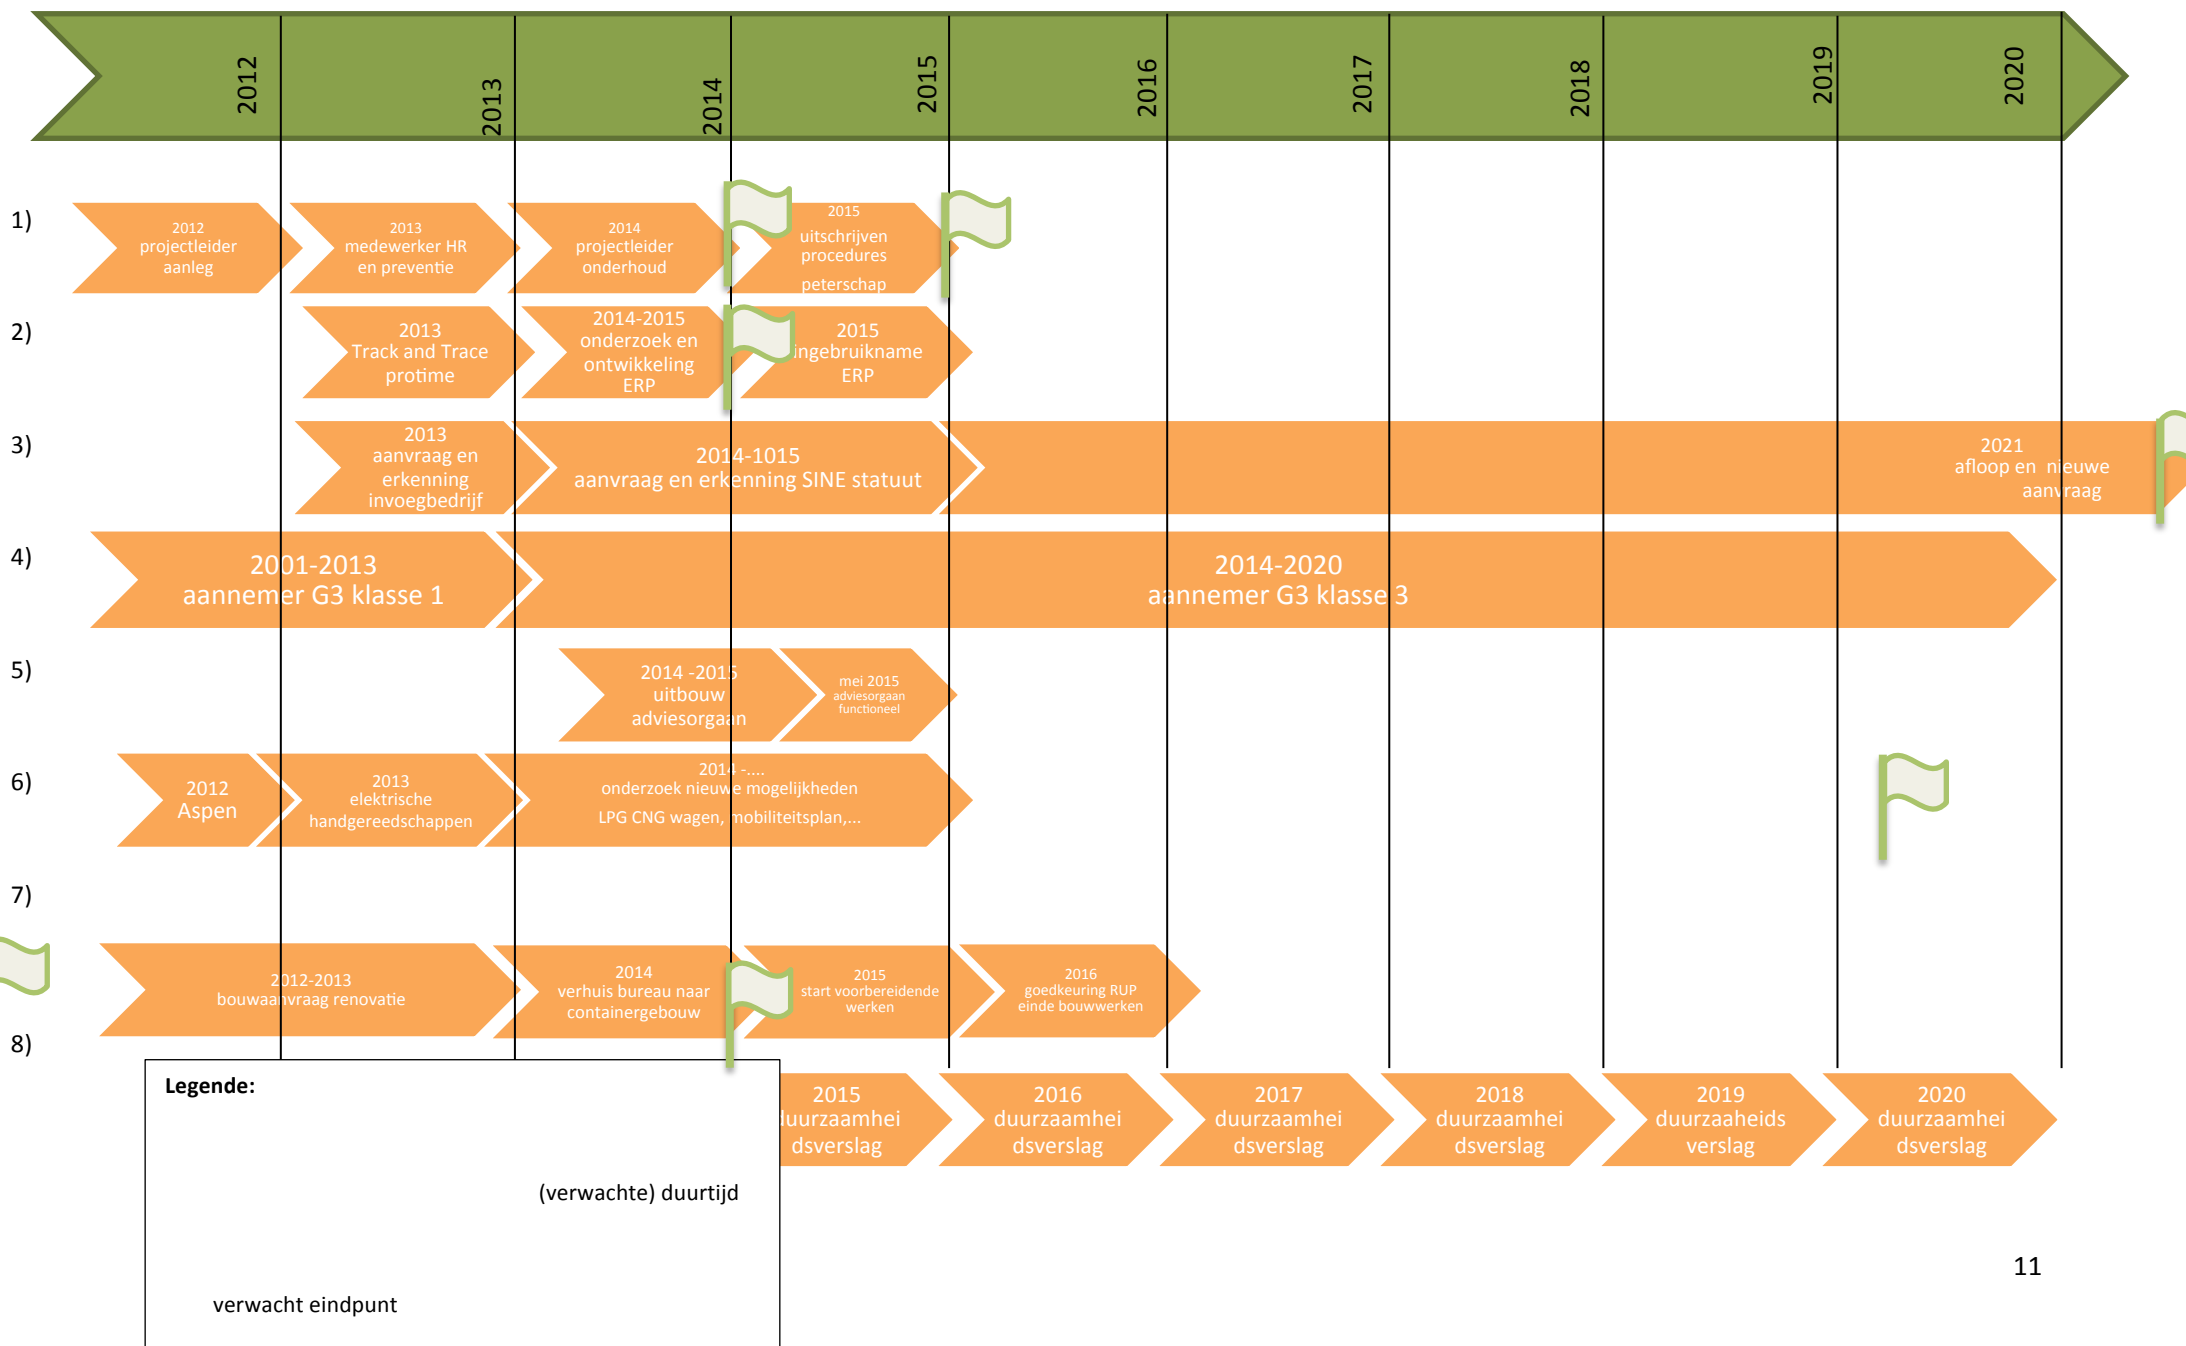 2012
2013
2014
2015
2016
2017
2018
2019
2020
1)
2012
projectleider
aanleg
2013
medewerker HR
en preventie
2014
projectleider
onderhoud
2015
uitschrijven
procedures
peterschap
2)
2013
Track and Trace
protime
2014-2015
onderzoek en
ontwikkeling
ERP
2015
ingebruikname
ERP
3)
2013
aanvraag en
erkenning
invoegbedrijf
2014-1015
aanvraag en erkenning SINE statuut
2021
afloop en nieuwe
aanvraag
4)
2001-2013
aannemer G3 klasse 1
2014-2020
aannemer G3 klasse 3
5)
2014 -2015
uitbouw
adviesorgaan
mei 2015
adviesorgaan
functioneel
6)
2012
Aspen
2013
elektrische
handgereedschappen
2014 -....
onderzoek nieuwe mogelijkheden
LPG CNG wagen, mobiliteitsplan,...
7)
2012-2013
bouwaanvraag renovatie
2014
verhuis bureau naar
containergebouw
2015
start voorbereidende
werken
2016
goedkeuring RUP
einde bouwwerken
8)
2015
duurzaamhei
dsverslag
2016
duurzaamhei
dsverslag
2017
duurzaamhei
dsverslag
2018
duurzaamhei
dsverslag
2019
duurzaaheids
verslag
2020
duurzaamhei
dsverslag
Legende:
(verwachte) duurtijd
verwacht eindpunt
11